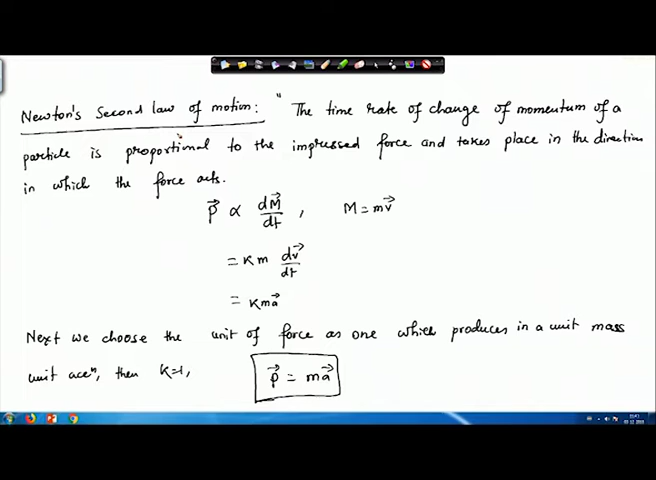 Newton's Second law of motion: " The time rate of change of momentum of a
particle is proportional to the impressed force and takes place in the direction
in which the force acts.
P⃗ ∝ dM⃗/dt , M = mv⃗
= K m dv⃗/dt
= K ma⃗
Next we choose the unit of force as one which produces in a unit mass
unit accⁿ, then K=1,
P⃗ = ma⃗